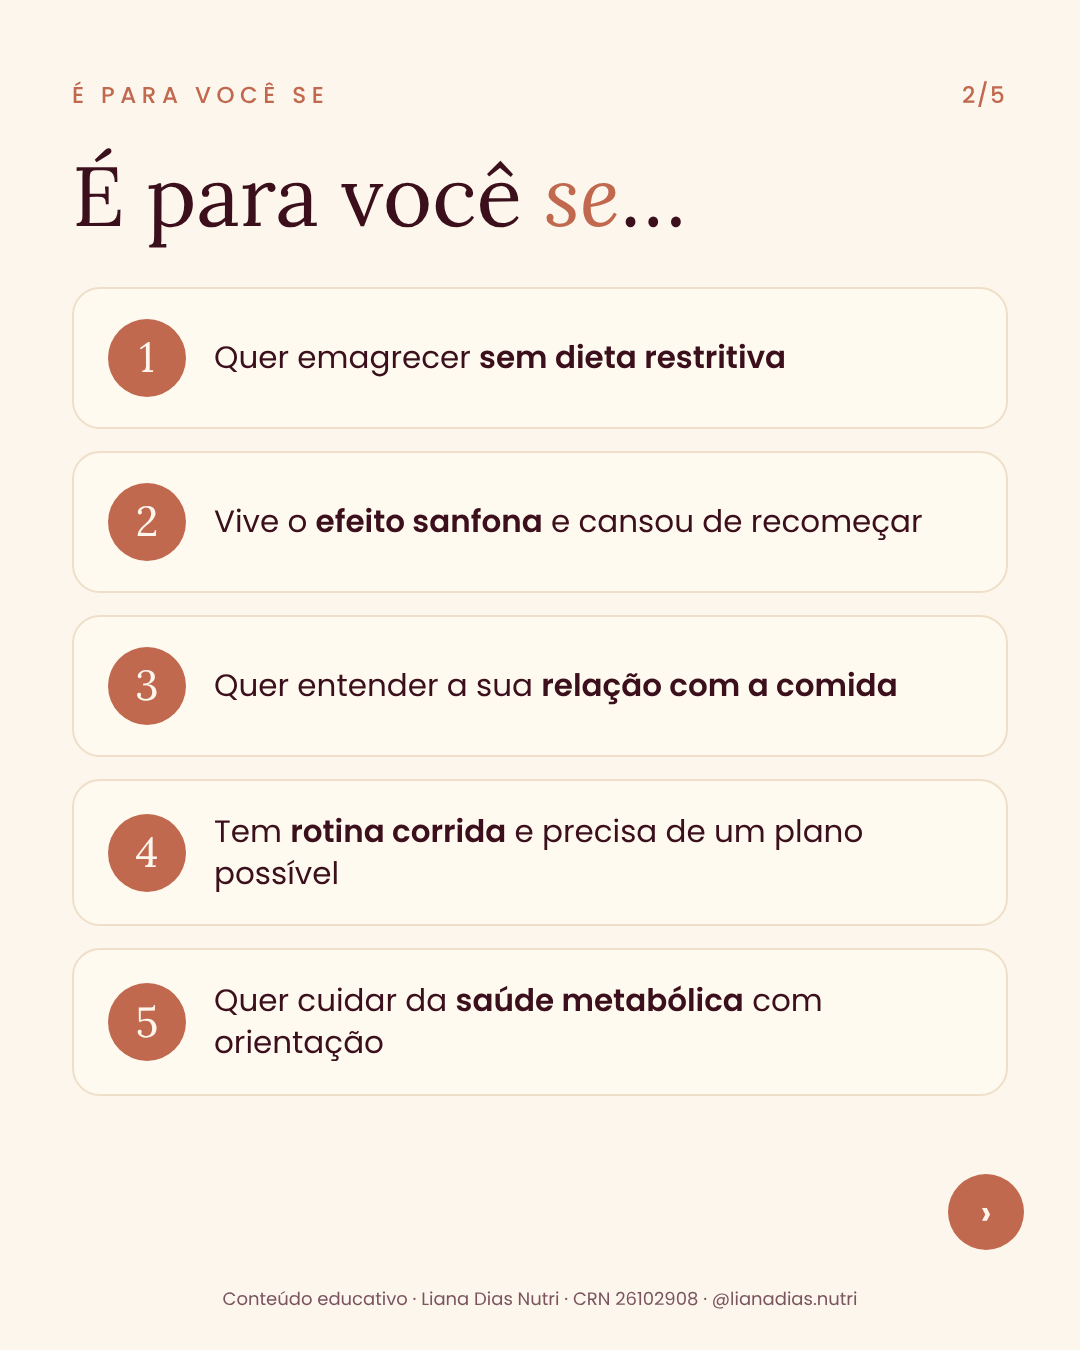 É PARA VOCÊ SE
2/5
É para você se...
1
Quer emagrecer sem dieta restritiva
2
Vive o efeito sanfona e cansou de recomeçar
3
Quer entender a sua relação com a comida
4
Tem rotina corrida e precisa de um plano
possível
5
Quer cuidar da saúde metabólica com
orientação
›
Conteúdo educativo · Liana Dias Nutri · CRN 26102908 · @lianadias.nutri